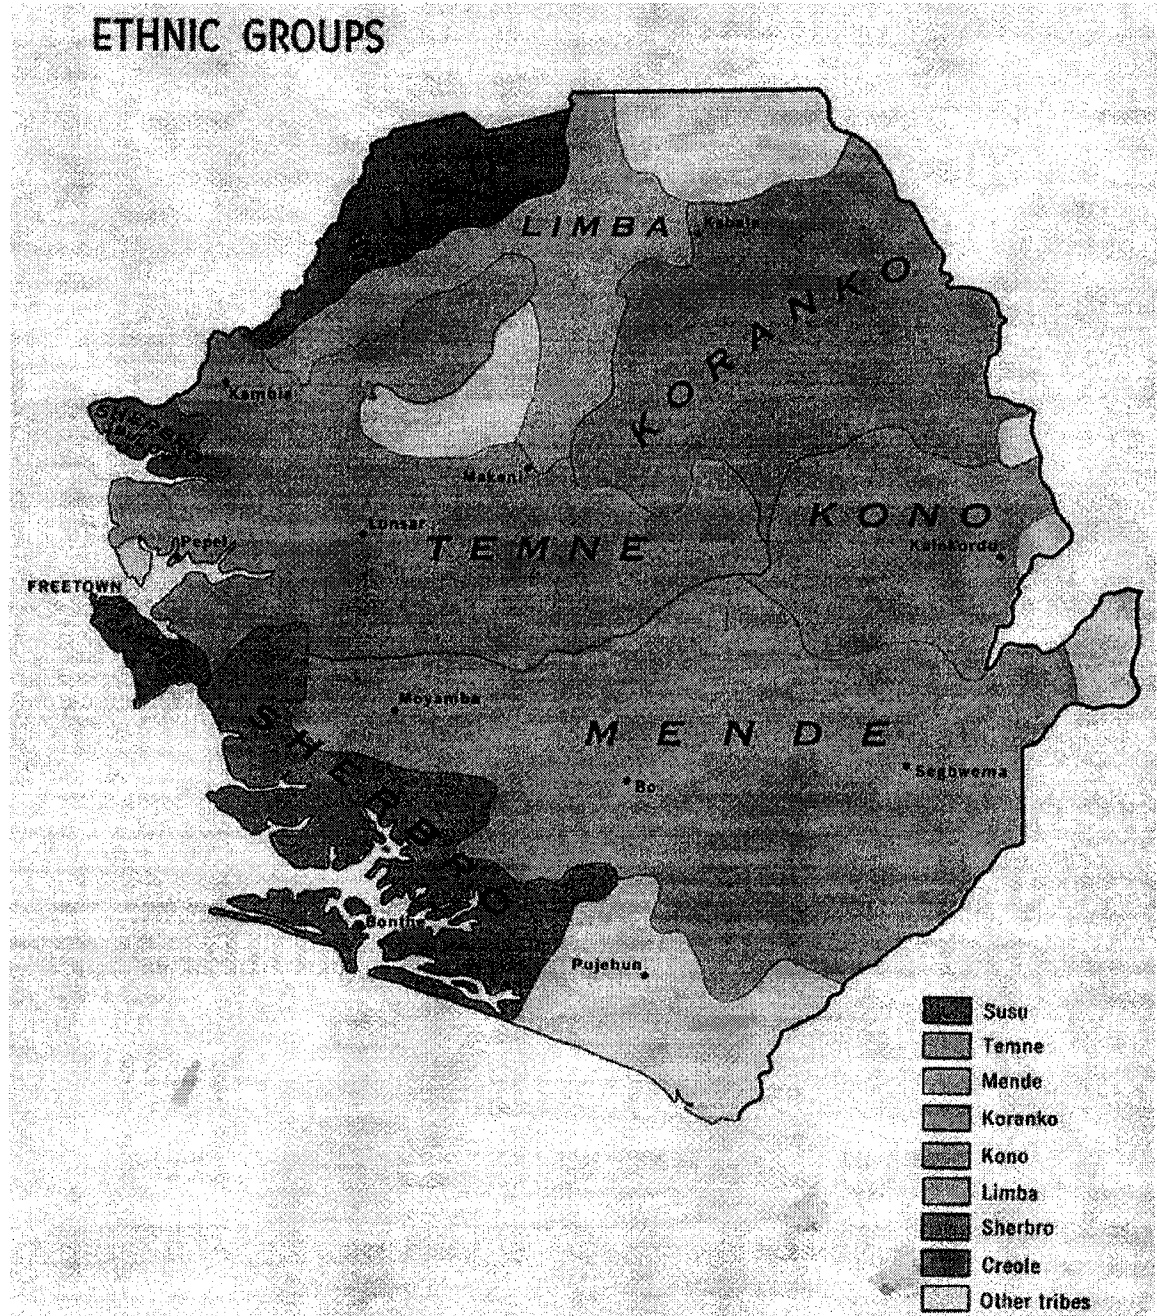 ETHNIC GROUPS
LIMBA
Kabala
KORANKO
Kambia
SHERBRO
Makeni
KONO
Lunsar
TEMNE
Pepel
FREETOWN
Moyamba
SHERBRO
MENDE
Segbwema
Bo
Bonthe
Pujehun
Susu
Temne
Mende
Koranko
Kono
Limba
Sherbro
Creole
Other tribes